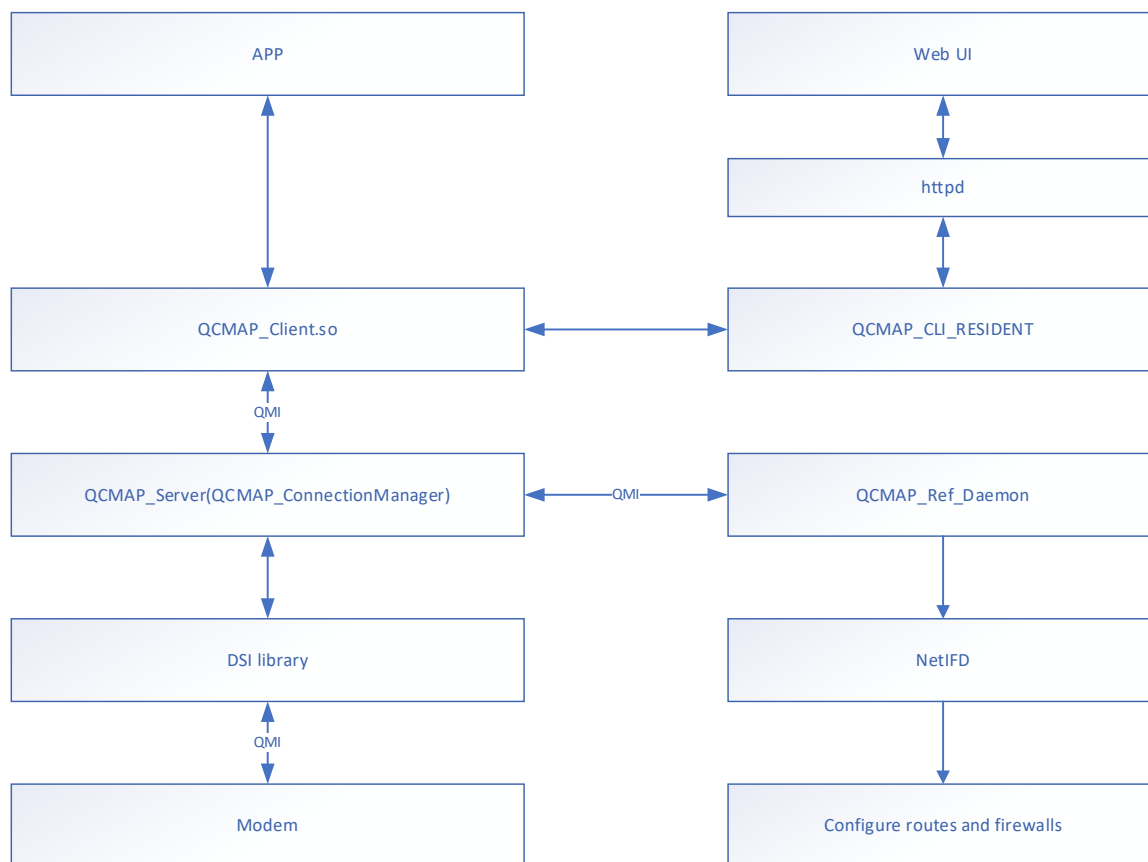 APP
Web UI
httpd
QCMAP_Client.so
QCMAP_CLI_RESIDENT
QMI
QCMAP_Server(QCMAP_ConnectionManager)
QMI
QCMAP_Ref_Daemon
DSI library
NetIFD
QMI
Modem
Configure routes and firewalls